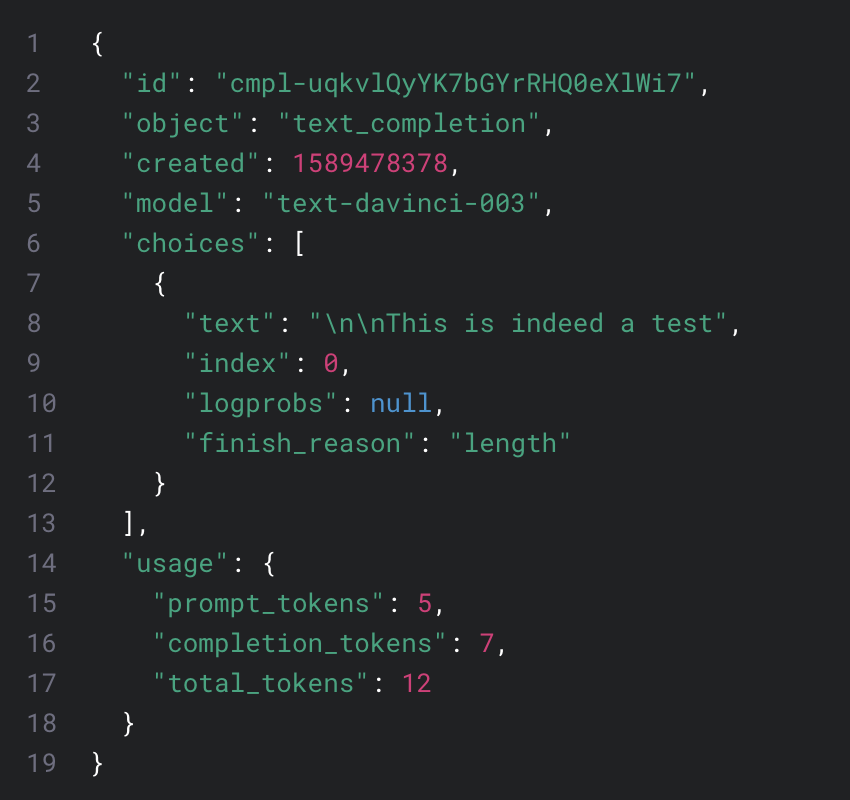 1 {
2 "id": "cmpl-uqkvlQyYK7bGYrRHQ0eXlWi7",
3 "object": "text_completion",
4 "created": 1589478378,
5 "model": "text-davinci-003",
6 "choices": [
7 {
8 "text": "\n\nThis is indeed a test",
9 "index": 0,
10 "logprobs": null,
11 "finish_reason": "length"
12 }
13 ],
14 "usage": {
15 "prompt_tokens": 5,
16 "completion_tokens": 7,
17 "total_tokens": 12
18 }
19 }